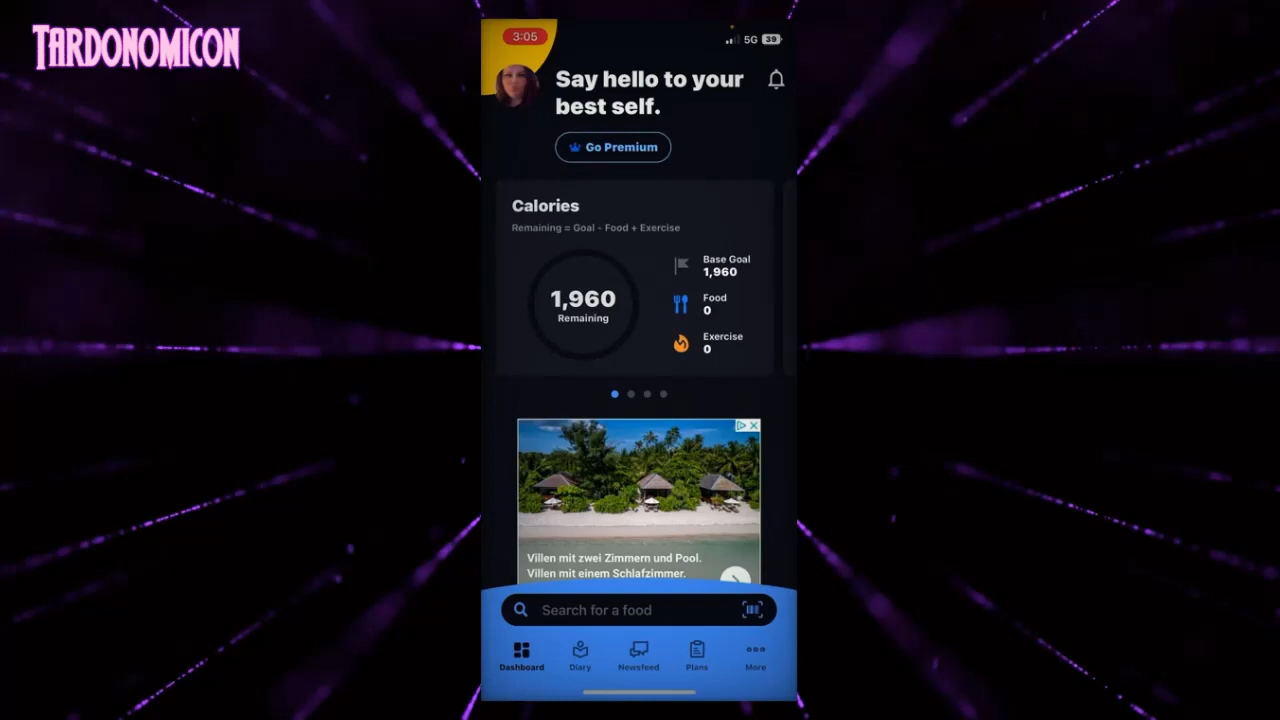 TARDONOMICON
3:05
5G 39
Say hello to your
best self.
Go Premium
Calories
Remaining = Goal - Food + Exercise
1,960
Remaining
Base Goal
1,960
Food
0
Exercise
0
Villen mit zwei Zimmern und Pool.
Villen mit einem Schlafzimmer.
Search for a food
Dashboard
Diary
Newsfeed
Plans
More